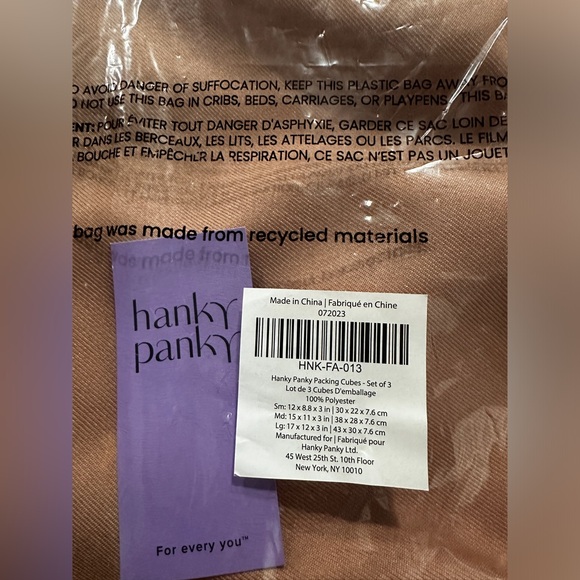 AVOID DANGER OF SUFFOCATION, KEEP THIS PLASTIC BAG AWAY FRO
NOT USE THIS BAG IN CRIBS, BEDS, CARRIAGES, OR PLAYPENS. THIS BA
ENT: POUR ÉVITER TOUT DANGER D'ASPHYXIE, GARDER CE SAC LOIN DE
R DANS LES BERCEAUX, LES LITS, LES ATTELAGES OU LES PARCS. LE FILM
BOUCHE ET EMPÊCHER LA RESPIRATION, CE SAC N'EST PAS UN JOUET
bag was made from recycled materials
hanky
panky
For every you™
Made in China | Fabriqué en Chine
072023
HNK-FA-013
Hanky Panky Packing Cubes - Set of 3
Lot de 3 Cubes D'emballage
100% Polyester
Sm: 12 x 8.8 x 3 in | 30 x 22 x 7.6 cm
Md: 15 x 11 x 3 in | 38 x 28 x 7.6 cm
Lg: 17 x 12 x 3 in | 43 x 30 x 7.6 cm
Manufactured for | Fabriqué pour
Hanky Panky Ltd.
45 West 25th St. 10th Floor
New York, NY 10010